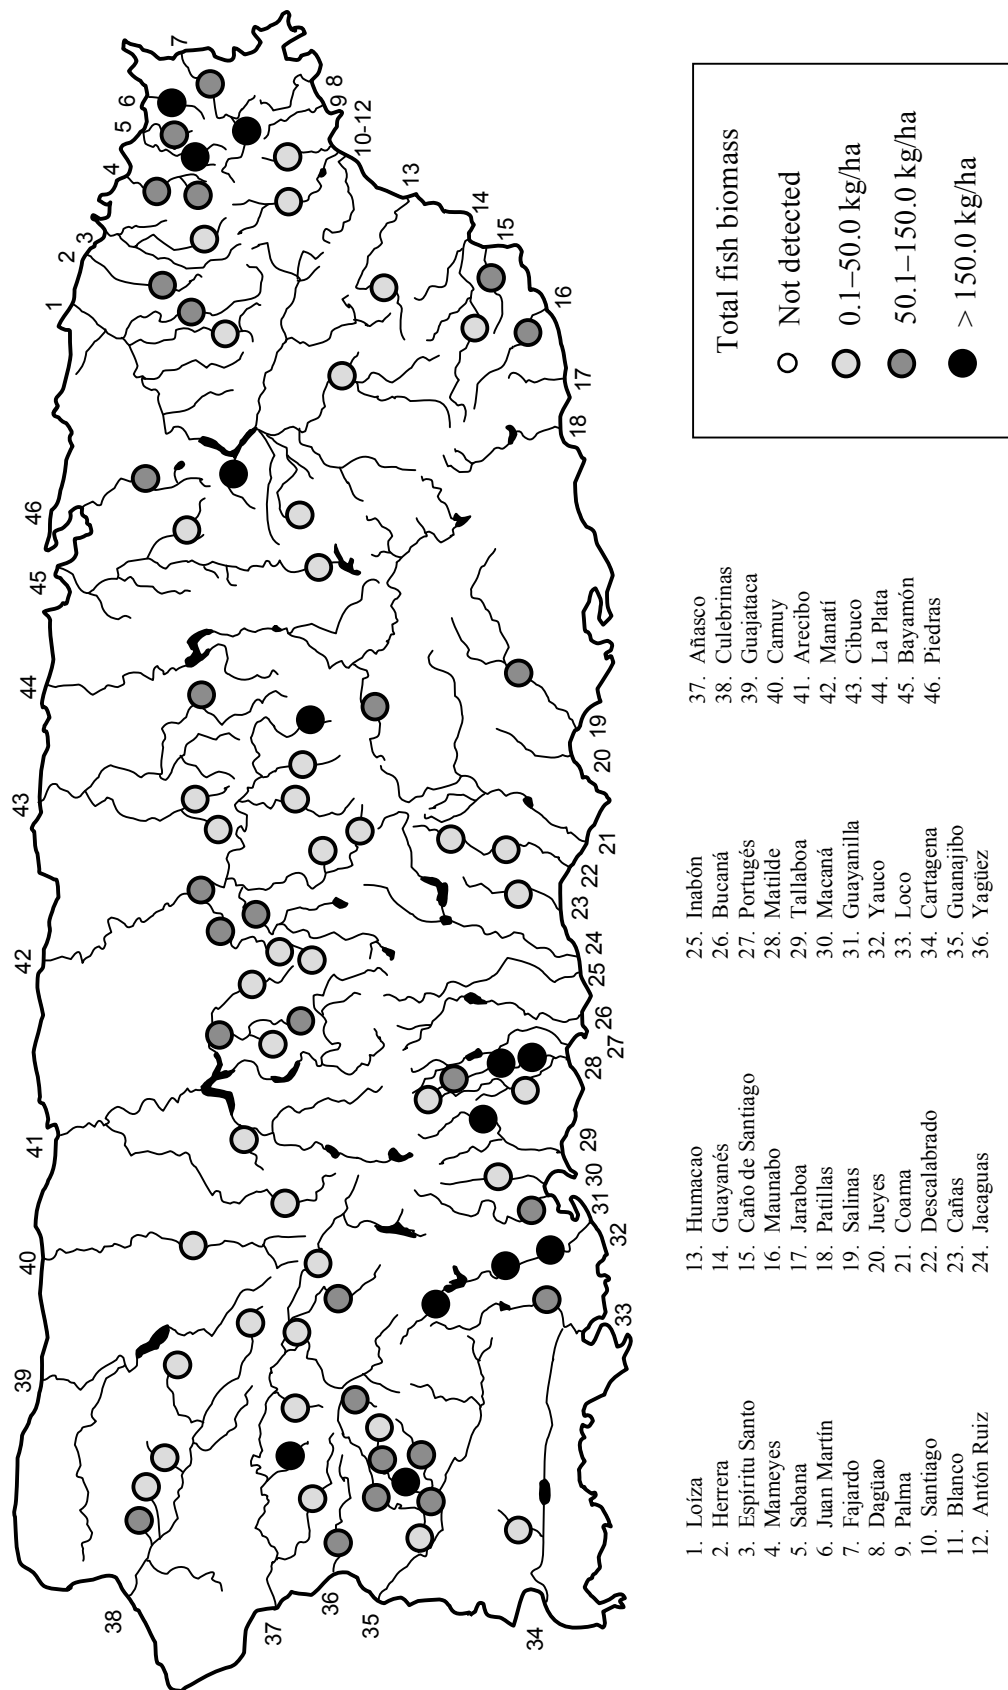 1
2
3
4
5
6
7
8
9
10-12
13
14
15
16
17
18
19
20
21
22
23
24
25
26
27
28
29
30
31
32
33
34
35
36
37
38
39
40
41
42
43
44
45
46
Total fish biomass
Not detected
0.1–50.0 kg/ha
50.1–150.0 kg/ha
> 150.0 kg/ha
1. Loíza
2. Herrera
3. Espíritu Santo
4. Mameyes
5. Sabana
6. Juan Martín
7. Fajardo
8. Dagüao
9. Palma
10. Santiago
11. Blanco
12. Antón Ruiz
13. Humacao
14. Guayanés
15. Caño de Santiago
16. Maunabo
17. Jaraboa
18. Patillas
19. Salinas
20. Jueyes
21. Coama
22. Descalabrado
23. Cañas
24. Jacaguas
25. Inabón
26. Bucaná
27. Portugés
28. Matilde
29. Tallaboa
30. Macaná
31. Guayanilla
32. Yauco
33. Loco
34. Cartagena
35. Guanajibo
36. Yagüez
37. Añasco
38. Culebrinas
39. Guajataca
40. Camuy
41. Arecibo
42. Manatí
43. Cibuco
44. La Plata
45. Bayamón
46. Piedras